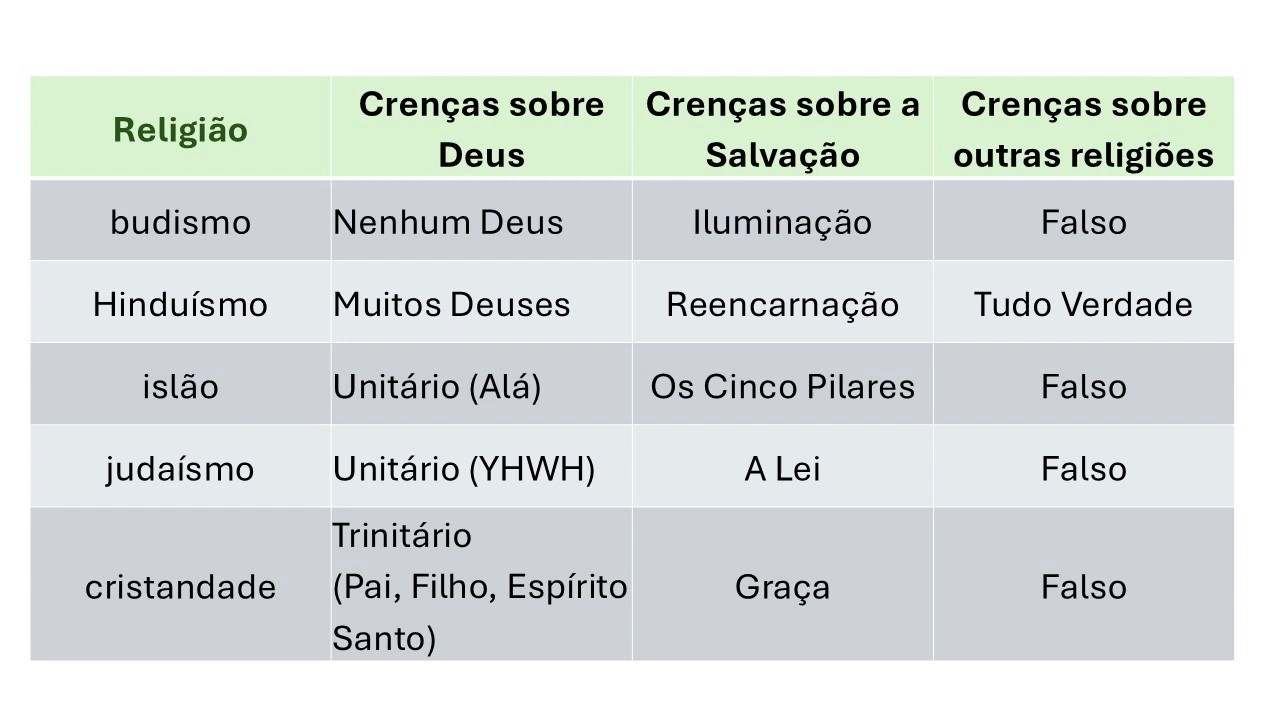 Religião
Crenças sobre
Deus
Crenças sobre a
Salvação
Crenças sobre
outras religiões
budismo
Nenhum Deus
Iluminação
Falso
Hinduísmo
Muitos Deuses
Reencarnação
Tudo Verdade
islão
Unitário (Alá)
Os Cinco Pilares
Falso
judaísmo
Unitário (YHWH)
A Lei
Falso
cristandade
Trinitário
(Pai, Filho, Espírito
Santo)
Graça
Falso